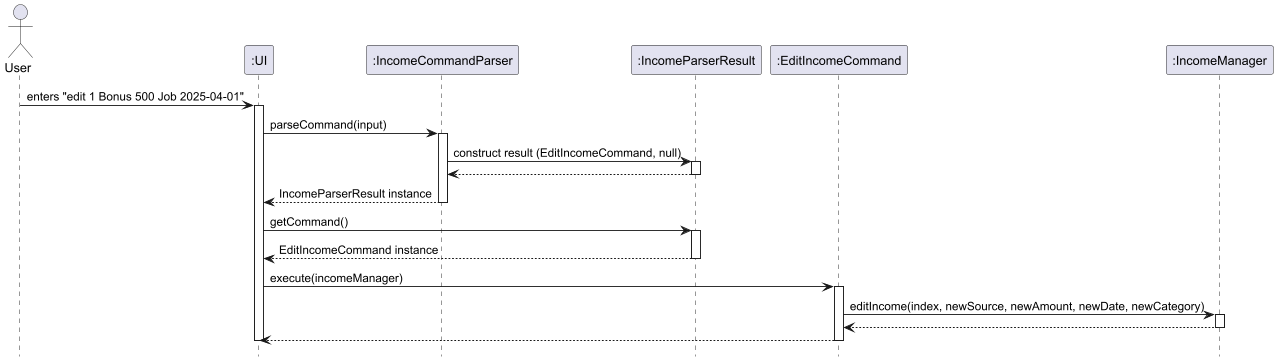 User
:UI
:IncomeCommandParser
:IncomeParserResult
:EditIncomeCommand
:IncomeManager
enters "edit 1 Bonus 500 Job 2025-04-01"
parseCommand(input)
construct result (EditIncomeCommand, null)
IncomeParserResult instance
getCommand()
EditIncomeCommand instance
execute(incomeManager)
editIncome(index, newSource, newAmount, newDate, newCategory)